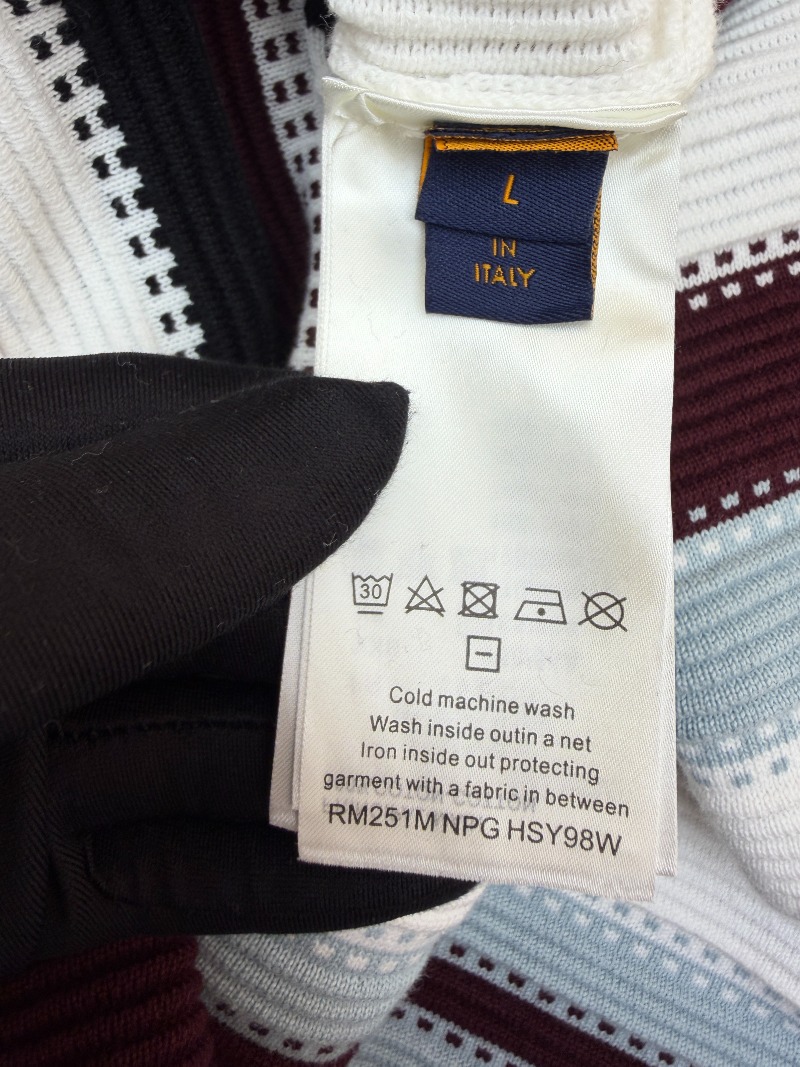 L
IN
ITALY
30
Cold machine wash
Wash inside outin a net
Iron inside out protecting
garment with a fabric in between
RM251M NPG HSY98W